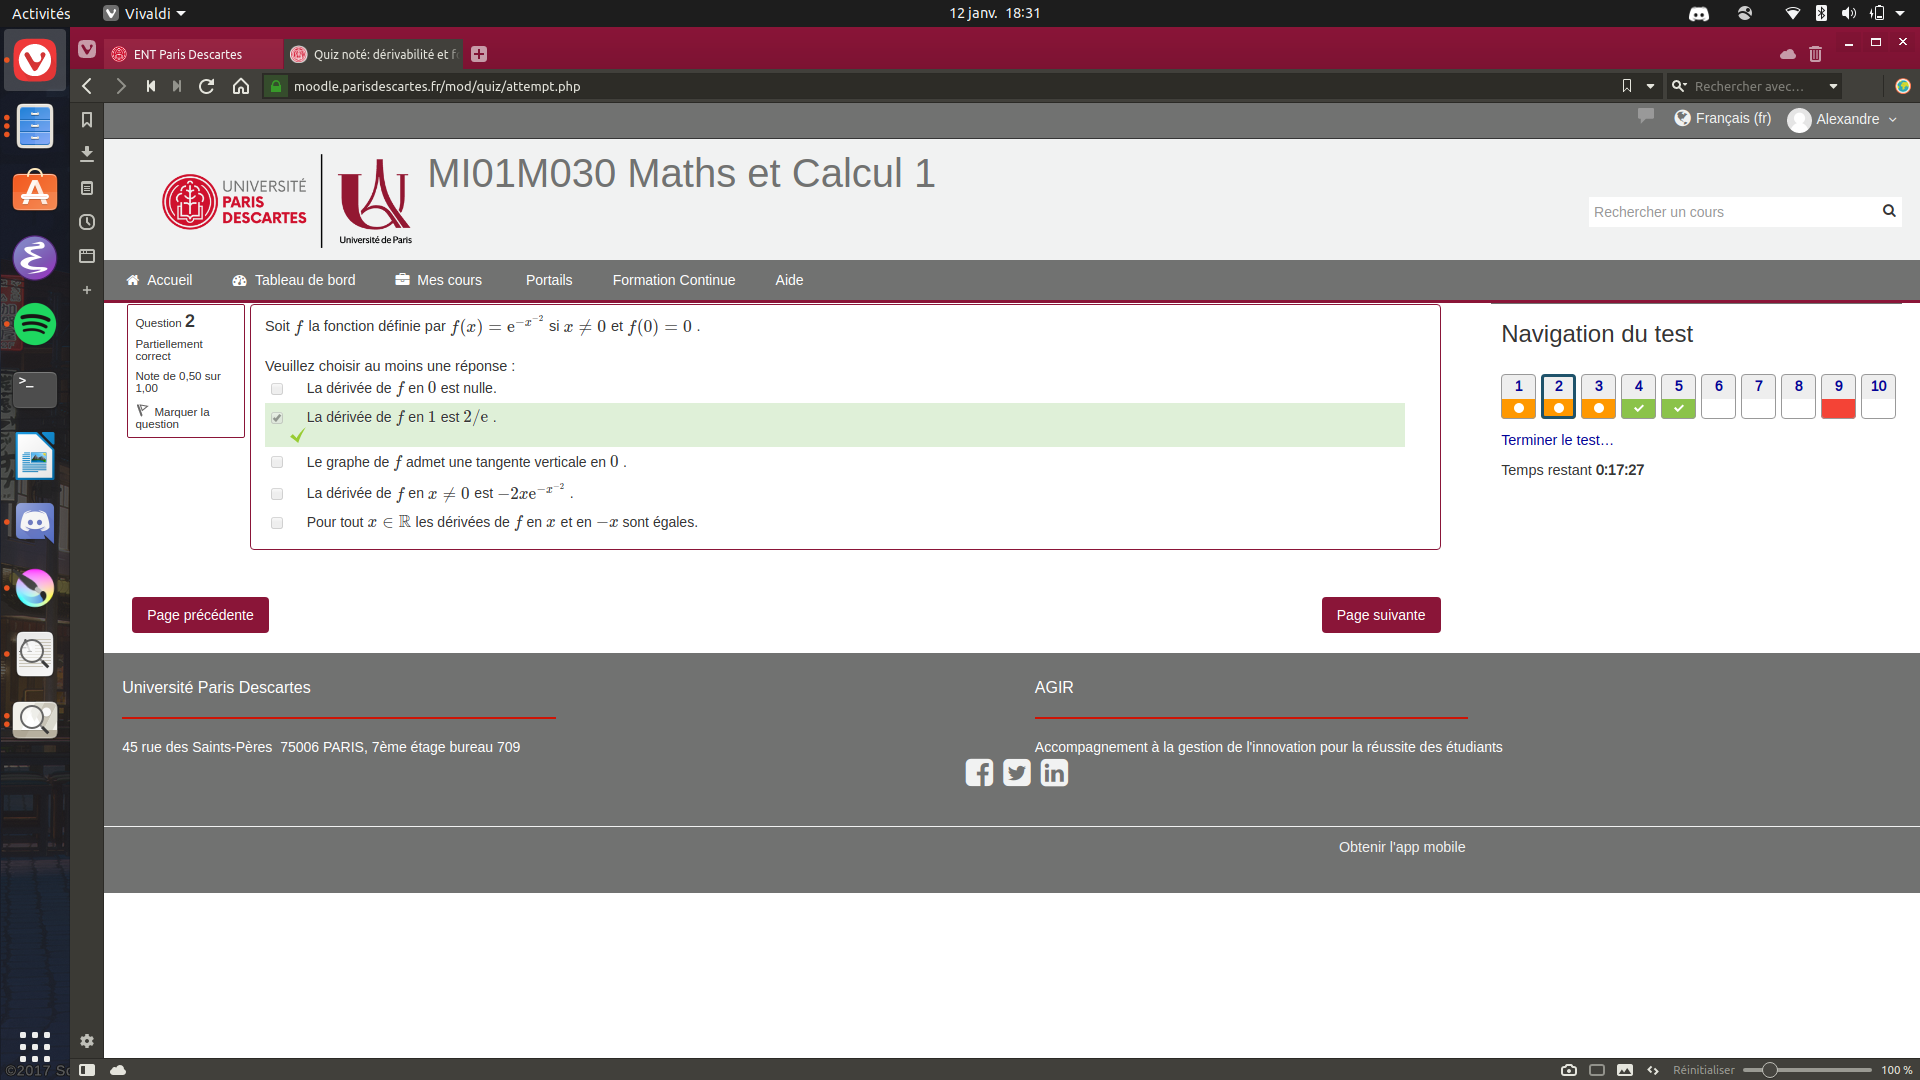 Activités
Vivaldi
12 janv. 18:31
ENT Paris Descartes
Quiz noté: dérivabilité et f
moodle.parisdescartes.fr/mod/quiz/attempt.php
Rechercher avec…
Français (fr)
Alexandre
UNIVERSITÉ
PARIS
DESCARTES
Université de Paris
MI01M030 Maths et Calcul 1
Rechercher un cours
Accueil
Tableau de bord
Mes cours
Portails
Formation Continue
Aide
Question 2
Partiellement
correct
Note de 0,50 sur
1,00
Marquer la
question
Soit f la fonction définie par f(x) = e^{-x^{-2}} si x ≠ 0 et f(0) = 0 .
Veuillez choisir au moins une réponse :
La dérivée de f en 0 est nulle.
La dérivée de f en 1 est 2/e .
Le graphe de f admet une tangente verticale en 0 .
La dérivée de f en x ≠ 0 est −2xe^{-x^{-2}} .
Pour tout x ∈ ℝ les dérivées de f en x et en −x sont égales.
Navigation du test
1 2 3 4 5 6 7 8 9 10
Terminer le test…
Temps restant 0:17:27
Page précédente
Page suivante
Université Paris Descartes
45 rue des Saints-Pères 75006 PARIS, 7ème étage bureau 709
AGIR
Accompagnement à la gestion de l'innovation pour la réussite des étudiants
Obtenir l'app mobile
©2017 So
Réinitialiser
100 %